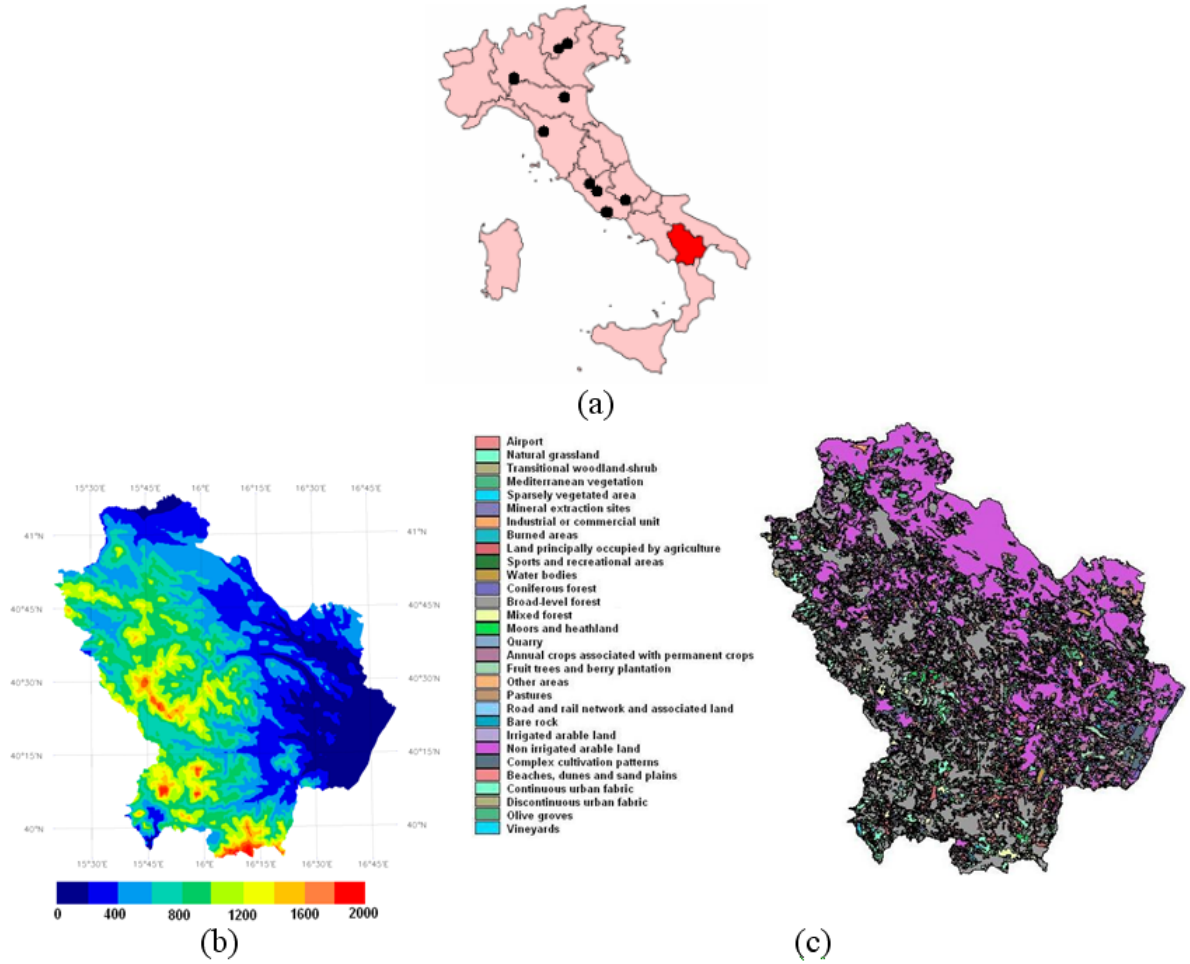 (a)
Airport
Natural grassland
Transitional woodland-shrub
Mediterranean vegetation
Sparsely vegetated area
Mineral extraction sites
Industrial or commercial unit
Burned areas
Land principally occupied by agriculture
Sports and recreational areas
Water bodies
Coniferous forest
Broad-level forest
Mixed forest
Moors and heathland
Quarry
Annual crops associated with permanent crops
Fruit trees and berry plantation
Other areas
Pastures
Road and rail network and associated land
Bare rock
Irrigated arable land
Non irrigated arable land
Complex cultivation patterns
Beaches, dunes and sand plains
Continuous urban fabric
Discontinuous urban fabric
Olive groves
Vineyards
15°30'E 15°45'E 16°E 16°15'E 16°30'E 16°45'E
41°N 41°N
40°45'N 40°45'N
40°30'N 40°30'N
40°15'N 40°15'N
40°N 40°N
15°30'E 15°45'E 16°E 16°15'E 16°30'E 16°45'E
0 400 800 1200 1600 2000
(b)
(c)